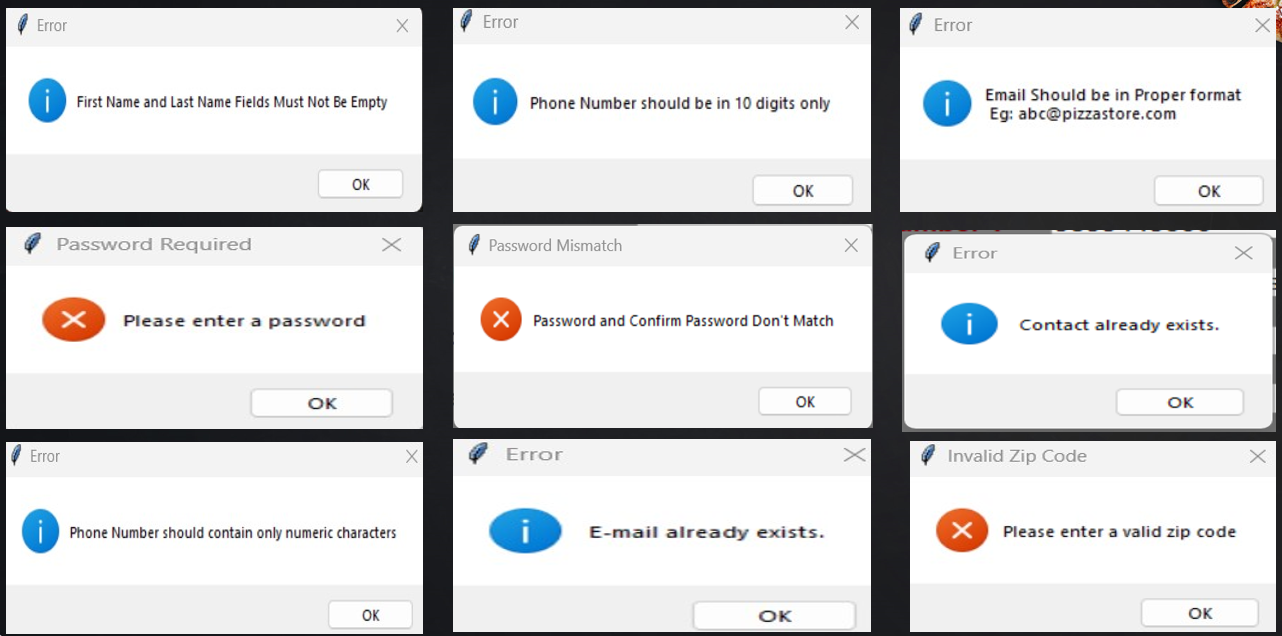 Error
First Name and Last Name Fields Must Not Be Empty
OK
Error
Phone Number should be in 10 digits only
OK
Error
Email Should be in Proper format
Eg: abc@pizzastore.com
OK
Password Required
Please enter a password
OK
Password Mismatch
Password and Confirm Password Don't Match
OK
Error
Contact already exists.
OK
Error
Phone Number should contain only numeric characters
OK
Error
E-mail already exists.
OK
Invalid Zip Code
Please enter a valid zip code
OK